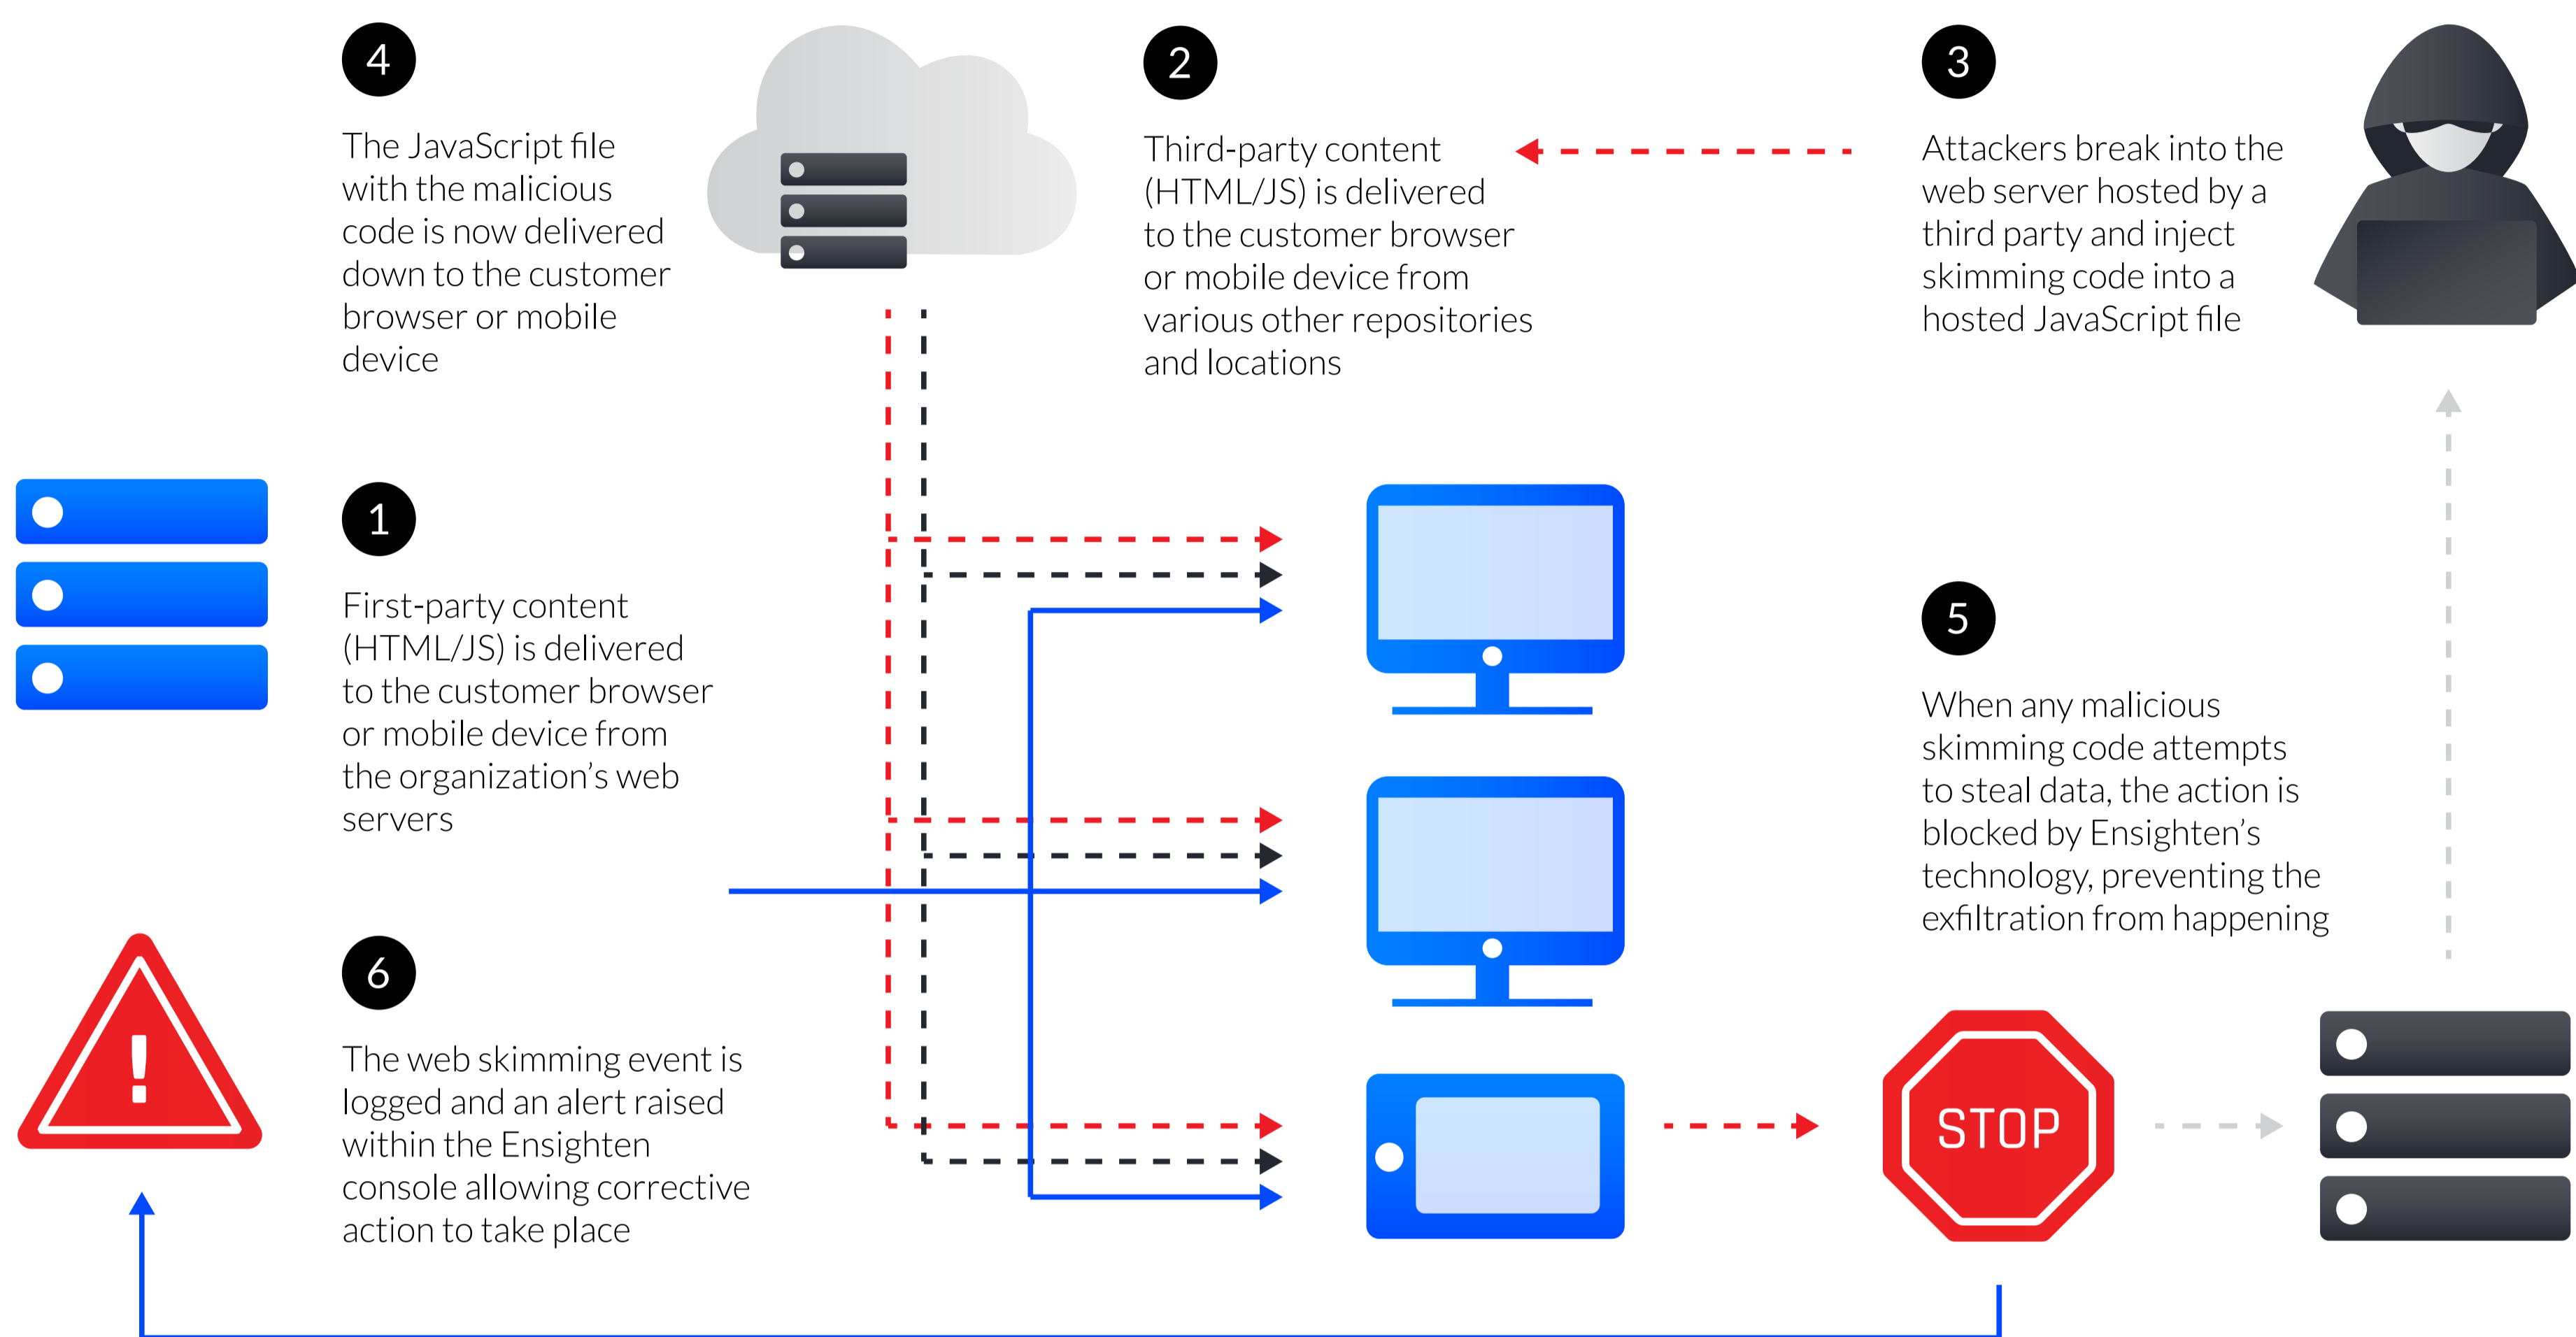 4
The JavaScript file
with the malicious
code is now delivered
down to the customer
browser or mobile
device
2
Third-party content
(HTML/JS) is delivered
to the customer browser
or mobile device from
various other repositories
and locations
3
Attackers break into the
web server hosted by a
third party and inject
skimming code into a
hosted JavaScript file
1
First-party content
(HTML/JS) is delivered
to the customer browser
or mobile device from
the organization’s web
servers
5
When any malicious
skimming code attempts
to steal data, the action is
blocked by Ensighten’s
technology, preventing the
exfiltration from happening
!
6
The web skimming event is
logged and an alert raised
within the Ensighten
console allowing corrective
action to take place
STOP